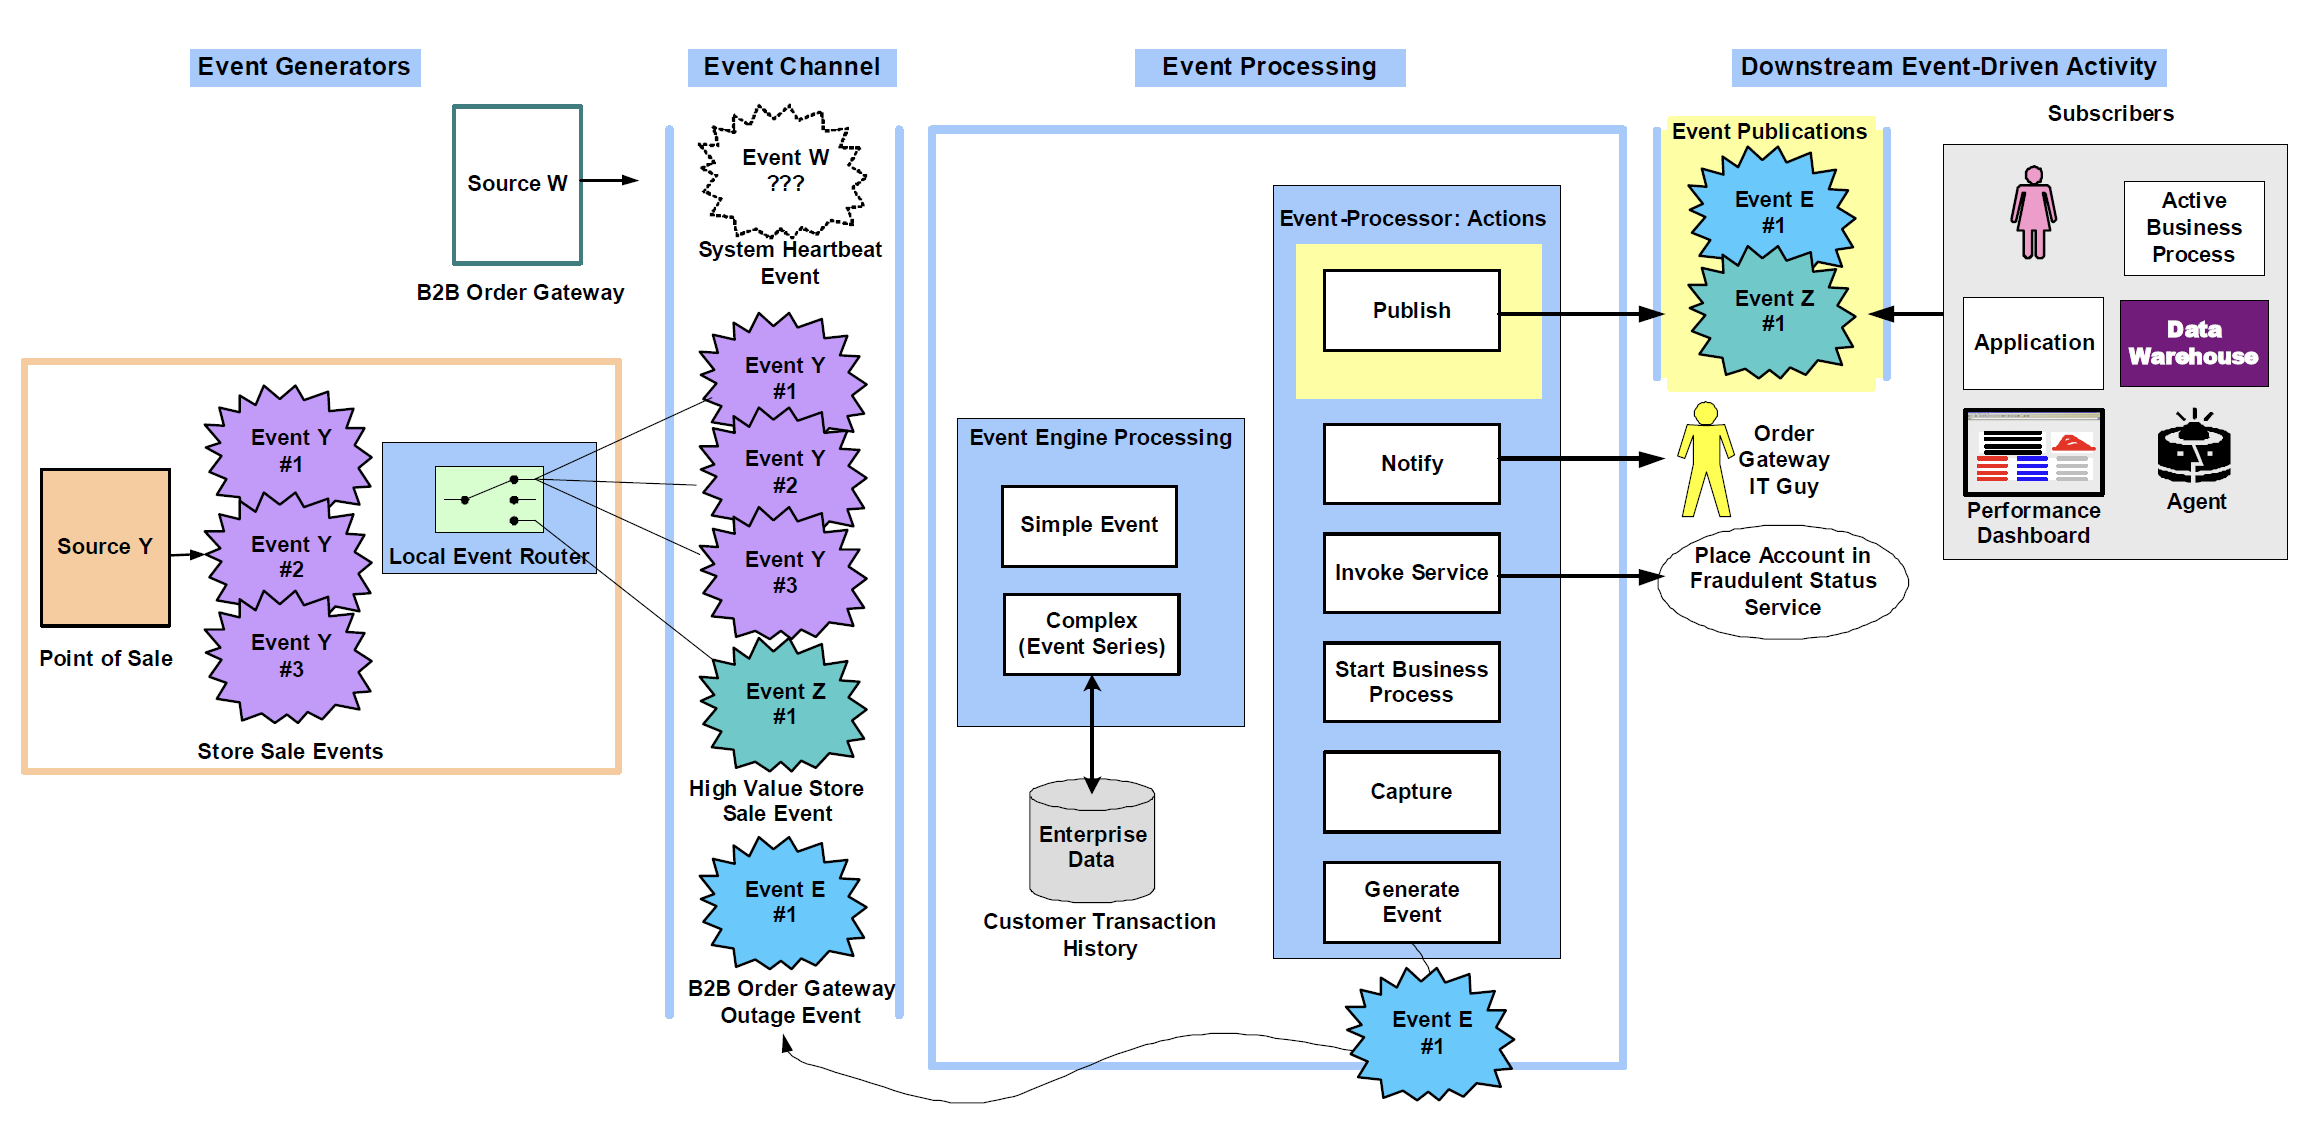 Event Generators
Event Channel
Event Processing
Downstream Event-Driven Activity
Source W
B2B Order Gateway
Source Y
Point of Sale
Event Y
#1
Event Y
#2
Event Y
#3
Store Sale Events
Local Event Router
Event W
???
System Heartbeat
Event
Event Y
#1
Event Y
#2
Event Y
#3
Event Z
#1
High Value Store
Sale Event
Event E
#1
B2B Order Gateway
Outage Event
Event Engine Processing
Simple Event
Complex
(Event Series)
Enterprise
Data
Customer Transaction
History
Event-Processor: Actions
Publish
Notify
Invoke Service
Start Business
Process
Capture
Generate
Event
Event E
#1
Event Publications
Event E
#1
Event Z
#1
Order
Gateway
IT Guy
Place Account in
Fraudulent Status
Service
Subscribers
Active
Business
Process
Application
Data
Warehouse
Performance
Dashboard
Agent